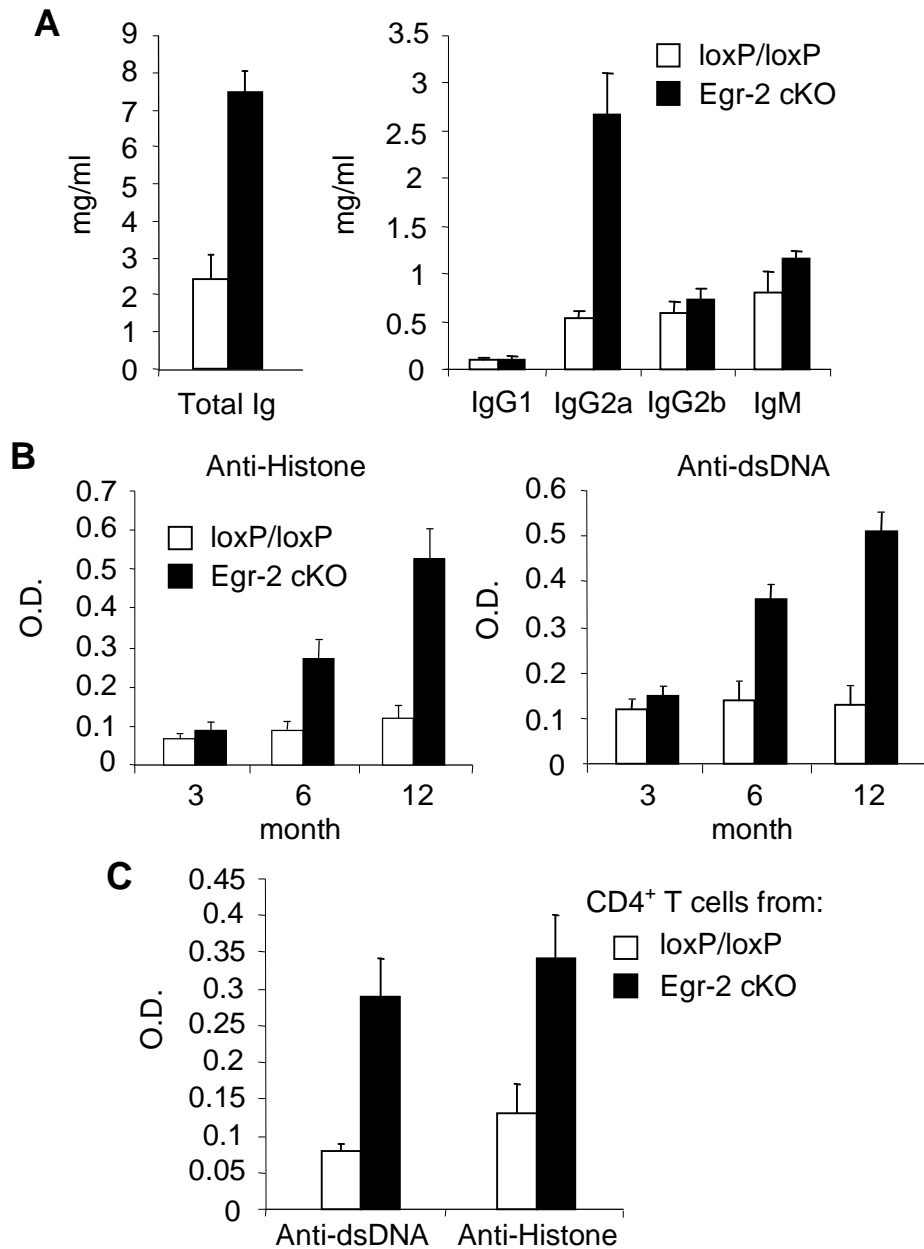 A
9
8
7
6
5
4
3
2
1
0
mg/ml
Total Ig
3.5
3
2.5
2
1.5
1
0.5
0
mg/ml
loxP/loxP
Egr-2 cKO
IgG1 IgG2a IgG2b IgM
B
Anti-Histone
0.7
0.6
0.5
0.4
0.3
0.2
0.1
0
O.D.
loxP/loxP
Egr-2 cKO
3 6 12
month
Anti-dsDNA
0.6
0.5
0.4
0.3
0.2
0.1
0
O.D.
3 6 12
month
C
0.45
0.4
0.35
0.3
0.25
0.2
0.15
0.1
0.05
0
O.D.
CD4⁺ T cells from:
loxP/loxP
Egr-2 cKO
Anti-dsDNA Anti-Histone